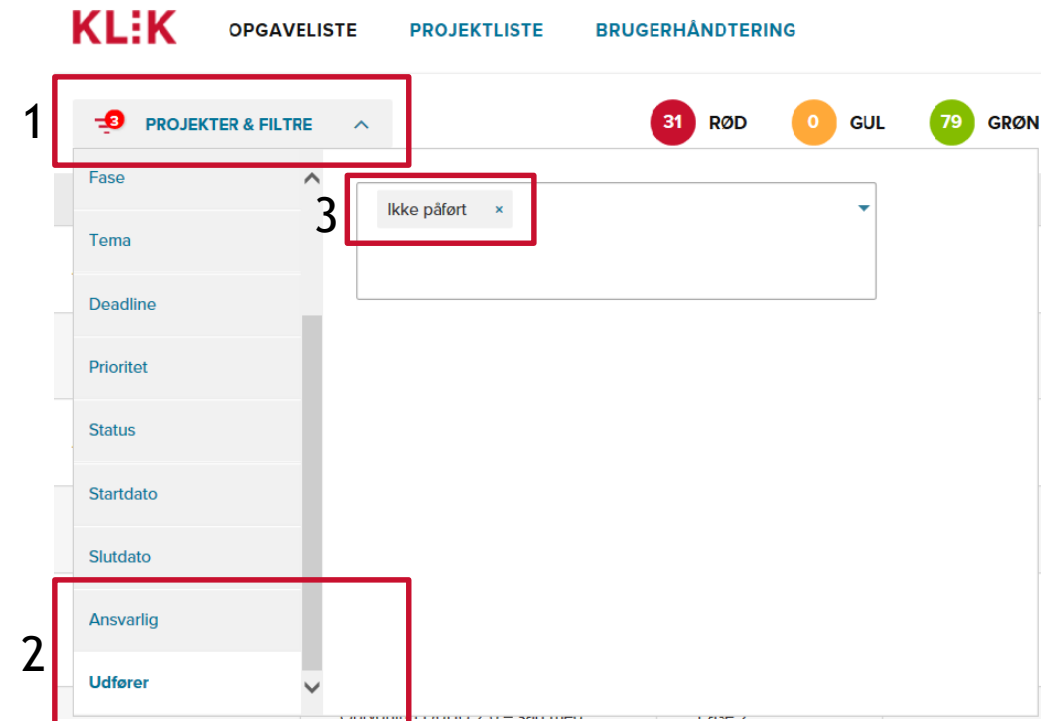 KLIK OPGAVELISTE PROJEKTLISTE BRUGERHÅNDTERING
1 3 PROJEKTER & FILTRE 31 RØD 0 GUL 79 GRØN
Fase
3 Ikke påført ×
Tema
Deadline
Prioritet
Status
Startdato
Slutdato
Ansvarlig
2
Udfører